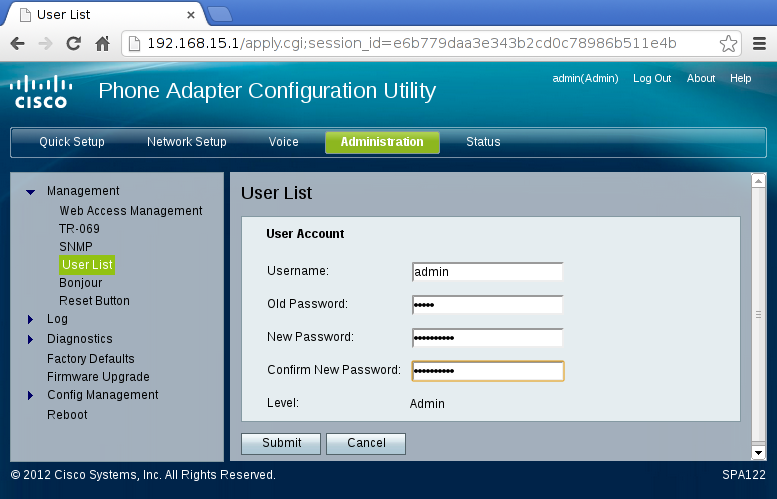 User List
192.168.15.1/apply.cgi;session_id=e6b779daa3e343b2cd0c78986b511e4b
admin(Admin) Log Out About Help
CISCO
Phone Adapter Configuration Utility
Quick Setup Network Setup Voice Administration Status
Management
Web Access Management
TR-069
SNMP
User List
Bonjour
Reset Button
Log
Diagnostics
Factory Defaults
Firmware Upgrade
Config Management
Reboot
User List
User Account
Username: admin
Old Password: •••••
New Password: ••••••••••
Confirm New Password: ••••••••••
Level: Admin
Submit Cancel
© 2012 Cisco Systems, Inc. All Rights Reserved. SPA122